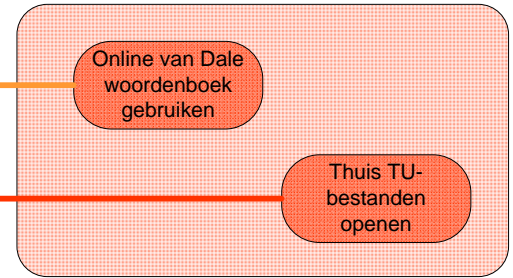 Online van Dale
woordenboek
gebruiken
Thuis TU-
bestanden
openen